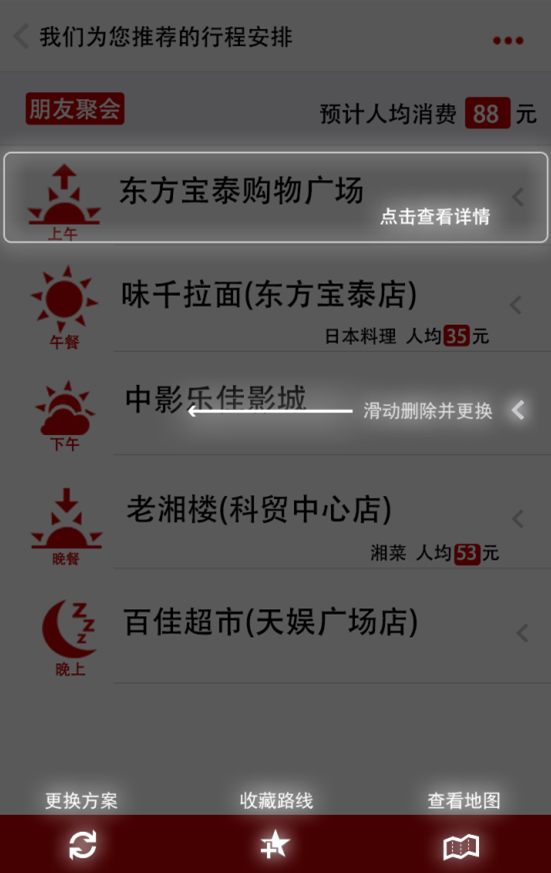 我们为您推荐的行程安排
朋友聚会
预计人均消费 88 元
东方宝泰购物广场
点击查看详情
上午
味千拉面(东方宝泰店)
日本料理 人均35元
午餐
中影乐佳影城
滑动删除并更换
下午
老湘楼(科贸中心店)
湘菜 人均53元
晚餐
百佳超市(天娱广场店)
z z z
晚上
更换方案 收藏路线 查看地图